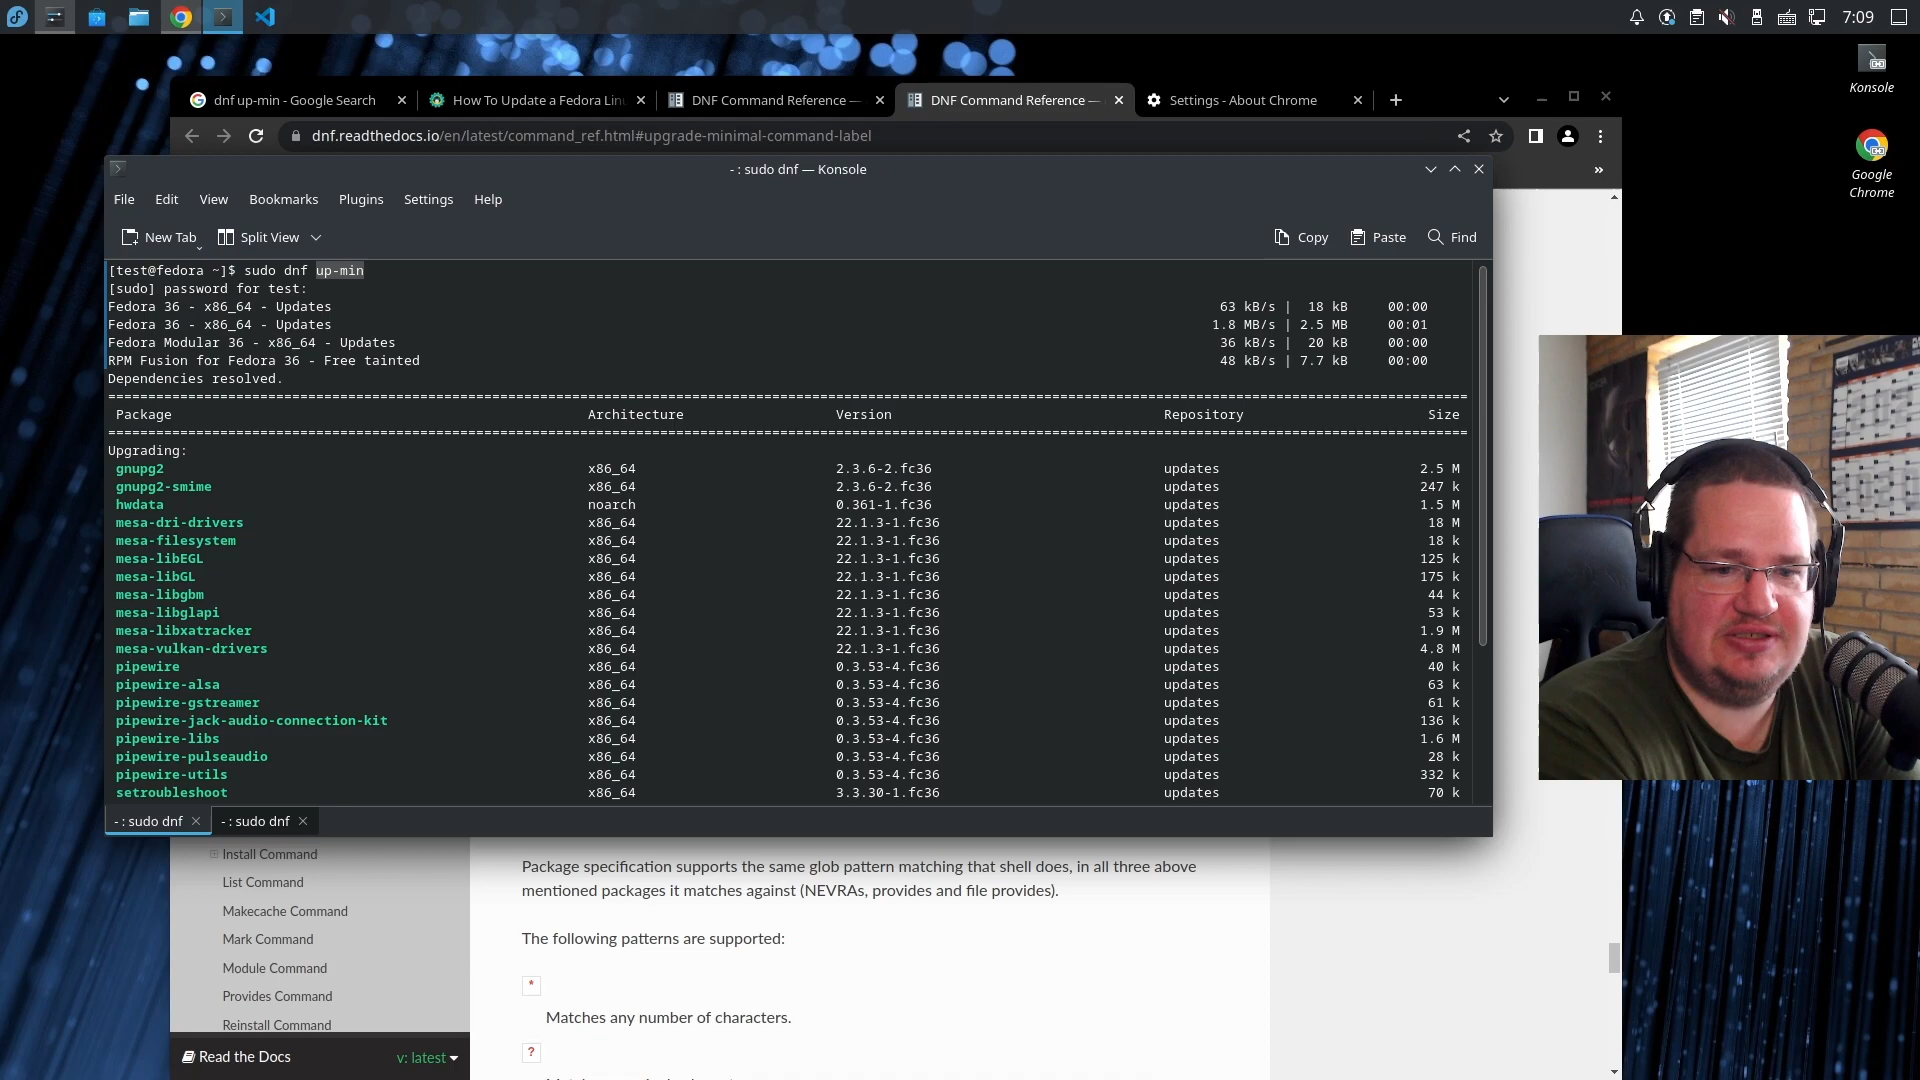 7:09
Konsole
Google
Chrome
dnf up-min - Google Search
How To Update a Fedora Linu
DNF Command Reference —
DNF Command Reference —
Settings - About Chrome
dnf.readthedocs.io/en/latest/command_ref.html#upgrade-minimal-command-label
- : sudo dnf — Konsole
File Edit View Bookmarks Plugins Settings Help
New Tab Split View Copy Paste Find
[test@fedora ~]$ sudo dnf up-min
[sudo] password for test:
Fedora 36 - x86_64 - Updates 63 kB/s | 18 kB 00:00
Fedora 36 - x86_64 - Updates 1.8 MB/s | 2.5 MB 00:01
Fedora Modular 36 - x86_64 - Updates 36 kB/s | 20 kB 00:00
RPM Fusion for Fedora 36 - Free tainted 48 kB/s | 7.7 kB 00:00
Dependencies resolved.
Package Architecture Version Repository Size
Upgrading:
gnupg2 x86_64 2.3.6-2.fc36 updates 2.5 M
gnupg2-smime x86_64 2.3.6-2.fc36 updates 247 k
hwdata noarch 0.361-1.fc36 updates 1.5 M
mesa-dri-drivers x86_64 22.1.3-1.fc36 updates 18 M
mesa-filesystem x86_64 22.1.3-1.fc36 updates 18 k
mesa-libEGL x86_64 22.1.3-1.fc36 updates 125 k
mesa-libGL x86_64 22.1.3-1.fc36 updates 175 k
mesa-libgbm x86_64 22.1.3-1.fc36 updates 44 k
mesa-libglapi x86_64 22.1.3-1.fc36 updates 53 k
mesa-libxatracker x86_64 22.1.3-1.fc36 updates 1.9 M
mesa-vulkan-drivers x86_64 22.1.3-1.fc36 updates 4.8 M
pipewire x86_64 0.3.53-4.fc36 updates 40 k
pipewire-alsa x86_64 0.3.53-4.fc36 updates 63 k
pipewire-gstreamer x86_64 0.3.53-4.fc36 updates 61 k
pipewire-jack-audio-connection-kit x86_64 0.3.53-4.fc36 updates 136 k
pipewire-libs x86_64 0.3.53-4.fc36 updates 1.6 M
pipewire-pulseaudio x86_64 0.3.53-4.fc36 updates 28 k
pipewire-utils x86_64 0.3.53-4.fc36 updates 332 k
setroubleshoot x86_64 3.3.30-1.fc36 updates 70 k
- : sudo dnf - : sudo dnf
Install Command
List Command
Makecache Command
Mark Command
Module Command
Provides Command
Reinstall Command
Read the Docs v: latest
Package specification supports the same glob pattern matching that shell does, in all three above
mentioned packages it matches against (NEVRAs, provides and file provides).
The following patterns are supported:
*
Matches any number of characters.
?